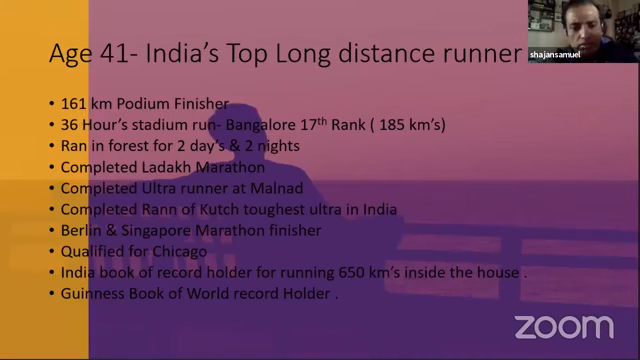 Age 41- India's Top Long distance runner
shajansamuel
• 161 km Podium Finisher
• 36 Hour's stadium run- Bangalore 17th Rank ( 185 km's)
• Ran in forest for 2 day's & 2 nights
• Completed Ladakh Marathon
• Completed Ultra runner at Malnad
• Completed Rann of Kutch toughest ultra in India
• Berlin & Singapore Marathon finisher
• Qualified for Chicago
• India book of record holder for running 650 km's inside the house .
• Guinness Book of World record Holder .
zoom